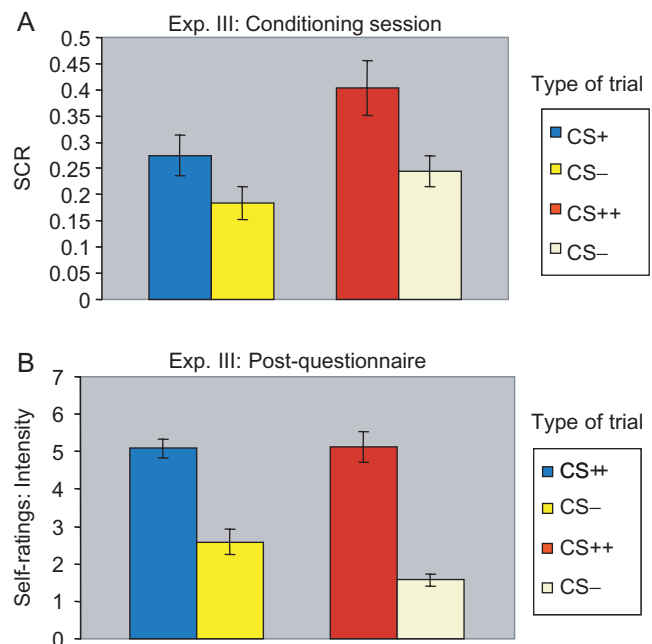 A
Exp. III: Conditioning session
0.5
0.45
0.4
0.35
0.3
0.25
0.2
0.15
0.1
0.05
0
SCR
Type of trial
CS+
CS–
CS++
CS–
B
Exp. III: Post-questionnaire
7
6
5
4
3
2
1
0
Self-ratings: Intensity
Type of trial
CS++
CS–
CS++
CS–